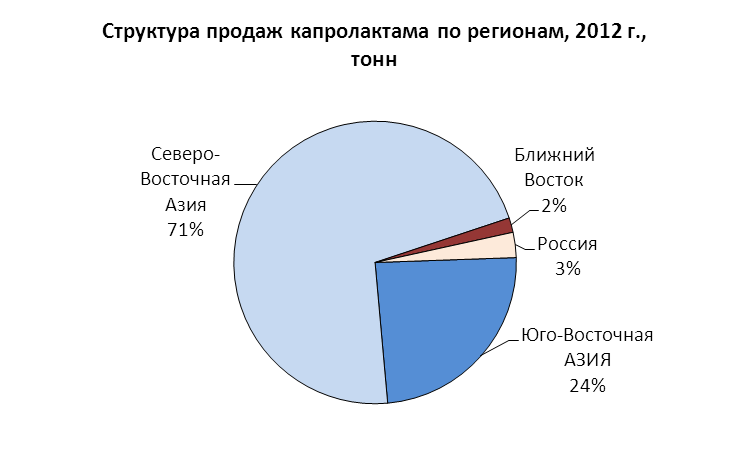 Структура продаж капролактама по регионам, 2012 г.,
тонн
Северо-
Восточная
Азия
71%
Ближний
Восток
2%
Россия
3%
Юго-Восточная
АЗИЯ
24%